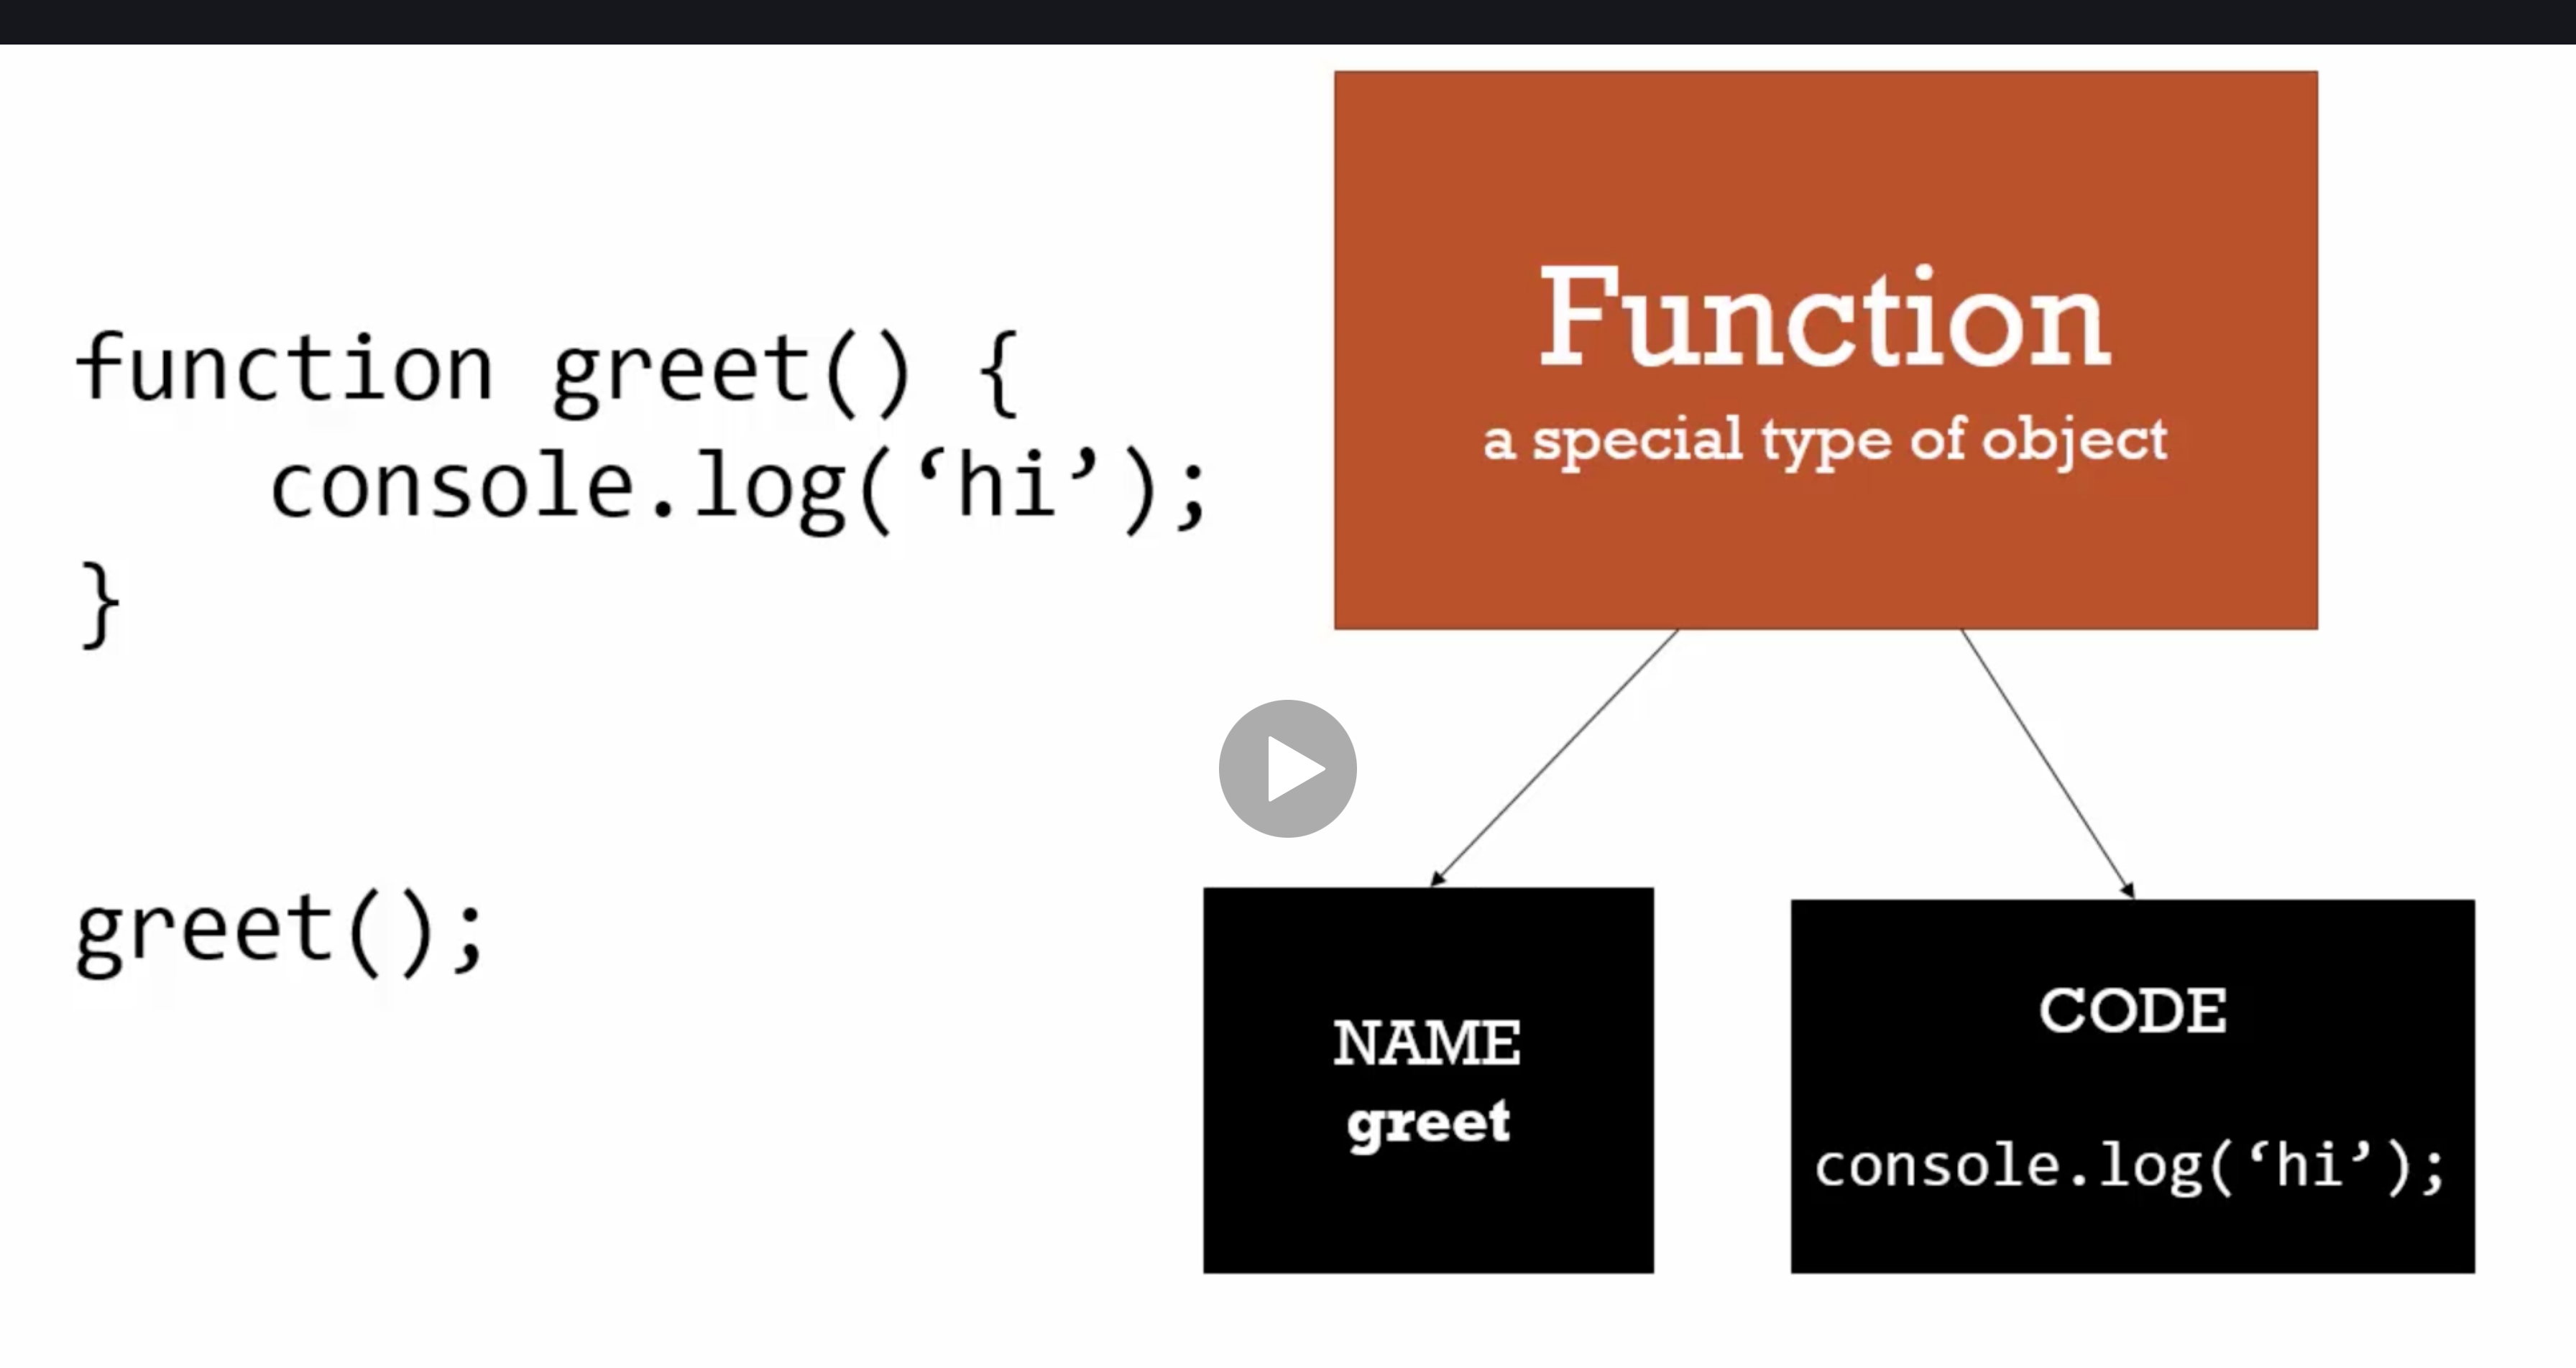 function greet() {
console.log(‘hi’);
}
greet();
Function
a special type of object
NAME
greet
CODE
console.log(‘hi’);